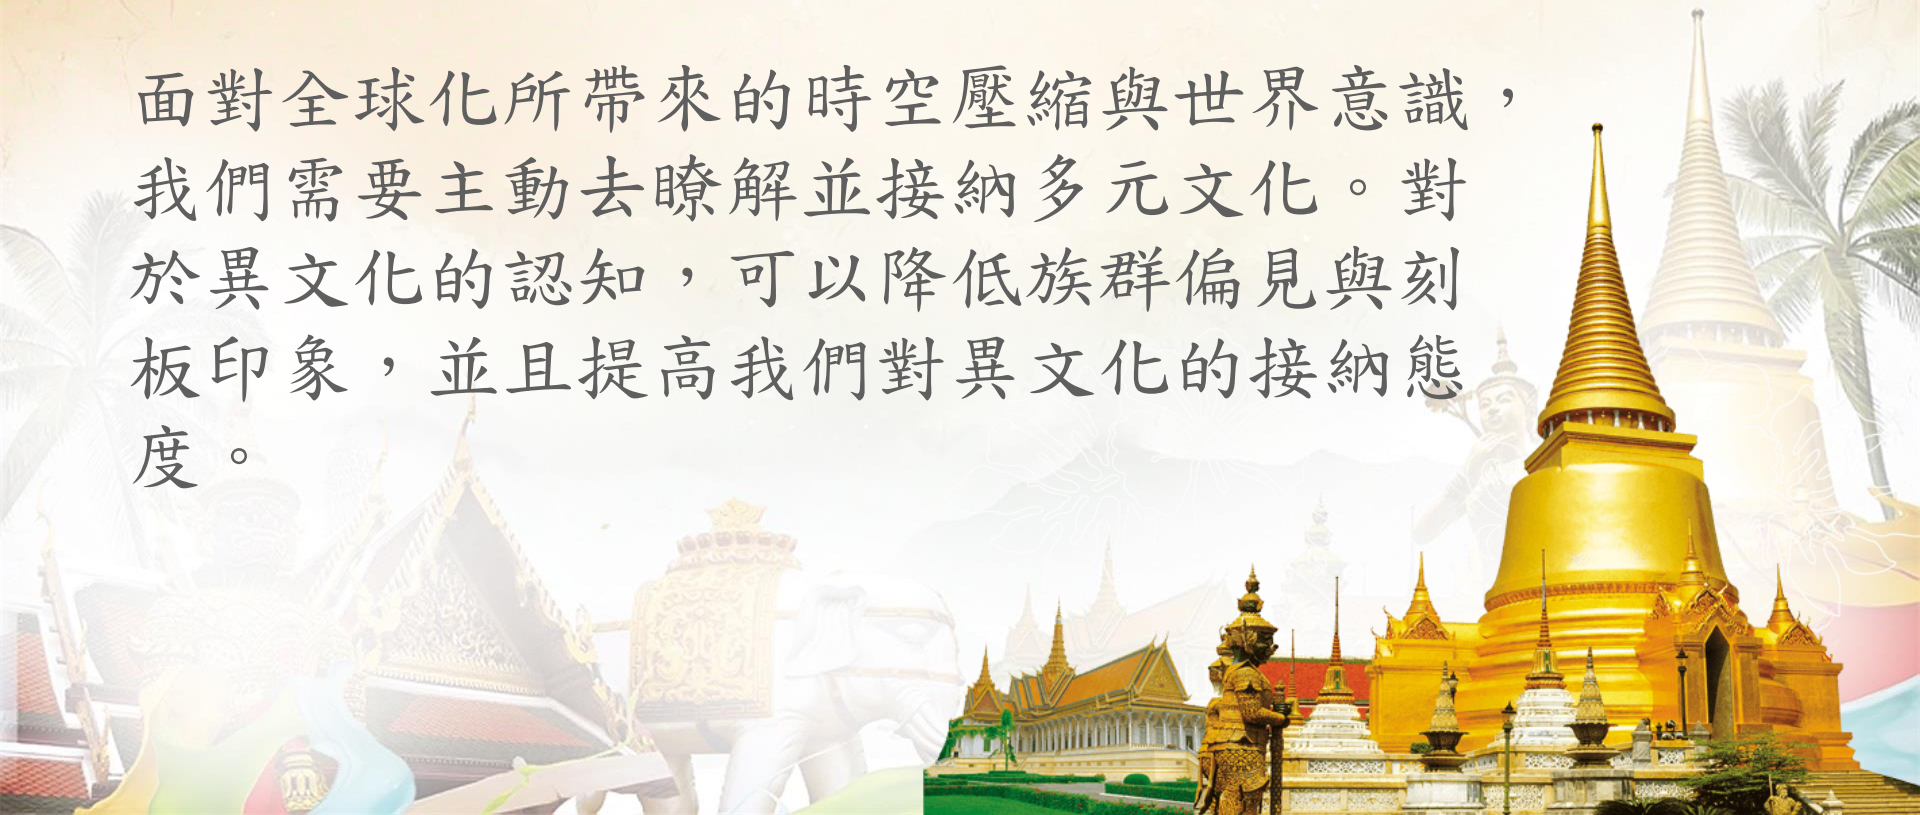 面對全球化所帶來的時空壓縮與世界意識，
我們需要主動去瞭解並接納多元文化。對
於異文化的認知，可以降低族群偏見與刻
板印象，並且提高我們對異文化的接納態
度。